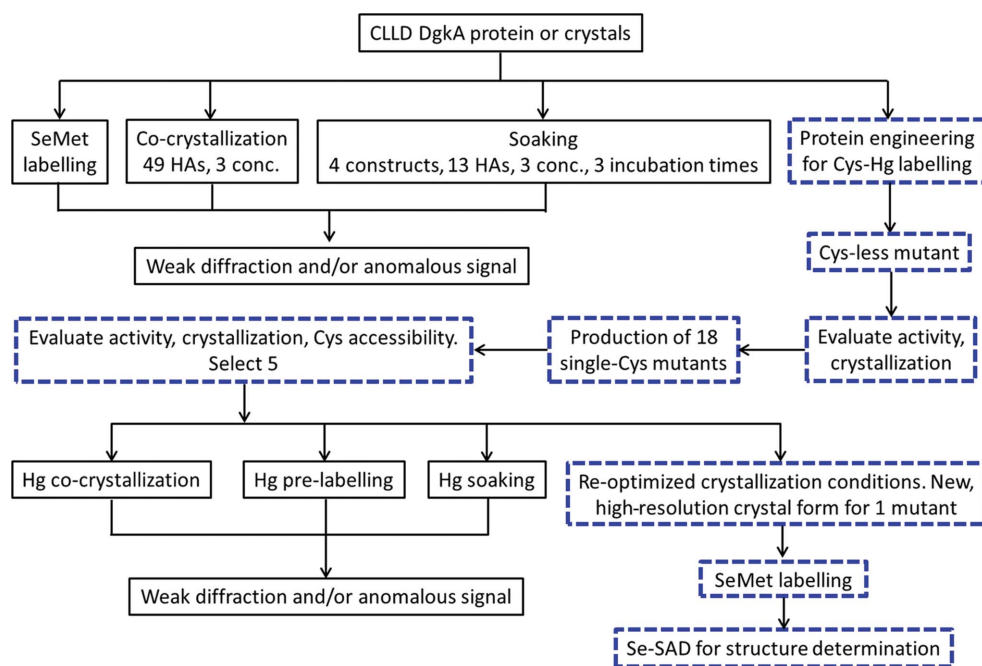 CLLD DgkA protein or crystals
SeMet
labelling
Co-crystallization
49 HAs, 3 conc.
Soaking
4 constructs, 13 HAs, 3 conc., 3 incubation times
Protein engineering
for Cys-Hg labelling
Weak diffraction and/or anomalous signal
Cys-less mutant
Evaluate activity, crystallization, Cys accessibility.
Select 5
Production of 18
single-Cys mutants
Evaluate activity,
crystallization
Hg co-crystallization
Hg pre-labelling
Hg soaking
Re-optimized crystallization conditions. New,
high-resolution crystal form for 1 mutant
Weak diffraction and/or anomalous signal
SeMet labelling
Se-SAD for structure determination